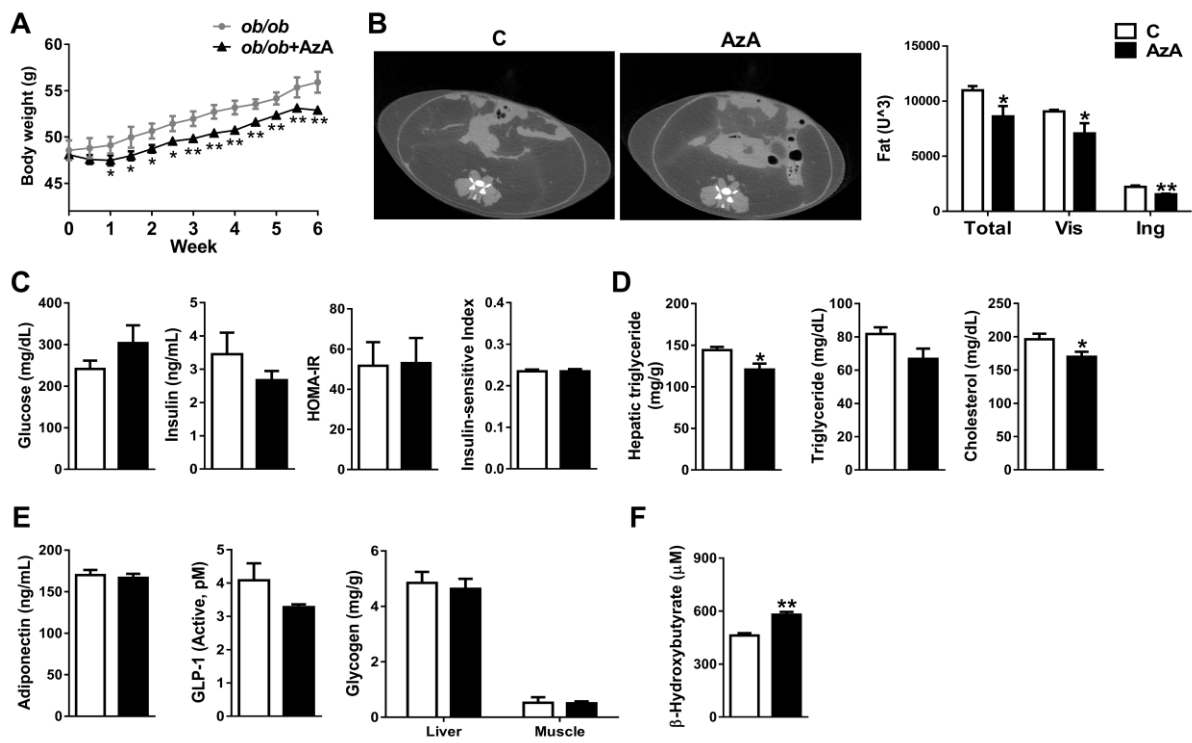 A
ob/ob
ob/ob+AzA
Body weight (g)
60
57
53
49
45
* * * * ** ** ** ** ** ** **
0 1 2 3 4 5 6
Week
B
C
AzA
C
AzA
Fat (U^3)
15000
10000
5000
0
* * **
Total Vis Ing
C
Glucose (mg/dL)
400
300
200
100
0
Insulin (ng/mL)
5
4
3
2
1
0
HOMA-IR
80
60
40
20
0
Insulin-sensitive Index
0.4
0.3
0.2
0.1
0.0
D
Hepatic triglyceride
(mg/g)
200
150
100
50
0
*
Triglyceride (mg/dL)
100
80
60
40
20
0
Cholesterol (mg/dL)
250
200
150
100
50
0
*
E
Adiponectin (ng/mL)
200
150
100
50
0
GLP-1 (Active, pM)
5
4
3
2
1
0
Glycogen (mg/g)
6
4
2
0
Liver Muscle
F
β-Hydroxybutyrate (μM)
900
600
300
0
**